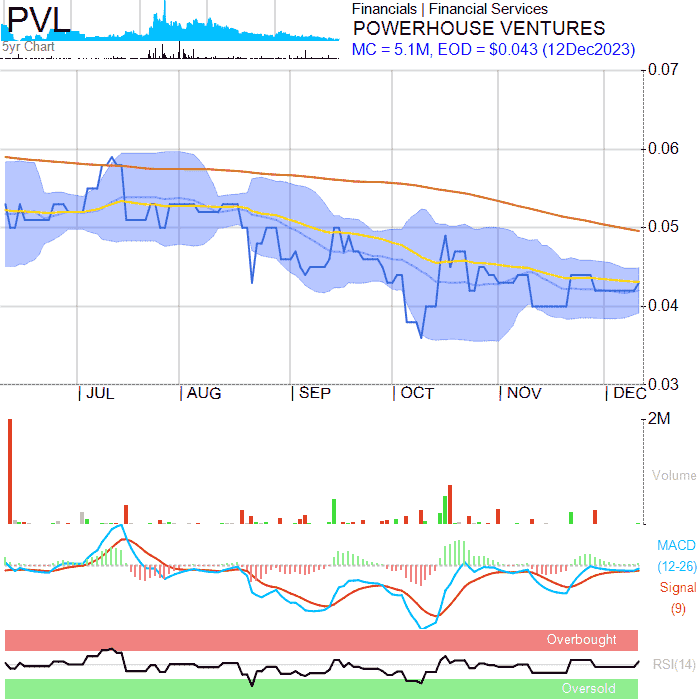 PVL
5yr Chart
Financials | Financial Services
POWERHOUSE VENTURES
MC = 5.1M, EOD = $0.043 (12Dec2023)
0.07
0.06
0.05
0.04
0.03
| JUL | AUG | SEP | OCT | NOV | DEC
2M
Volume
MACD
(12-26)
Signal
(9)
Overbought
RSI(14)
Oversold